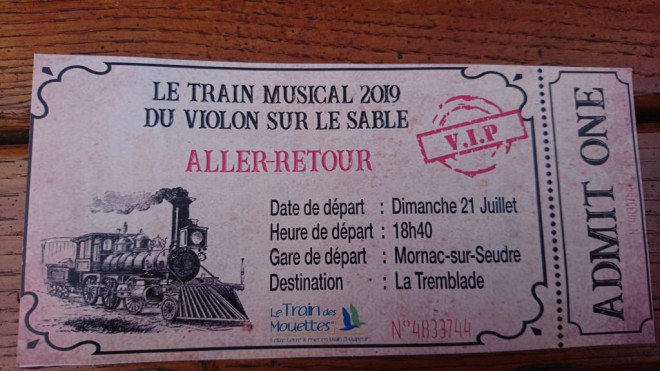 LE TRAIN MUSICAL 2019
DU VIOLON SUR LE SABLE
V.I.P
ALLER-RETOUR
Date de départ : Dimanche 21 Juillet
Heure de départ : 18h40
Gare de départ : Mornac-sur-Seudre
Destination : La Tremblade
Le Train des
Mouettes
N°4833744
ADMIT ONE